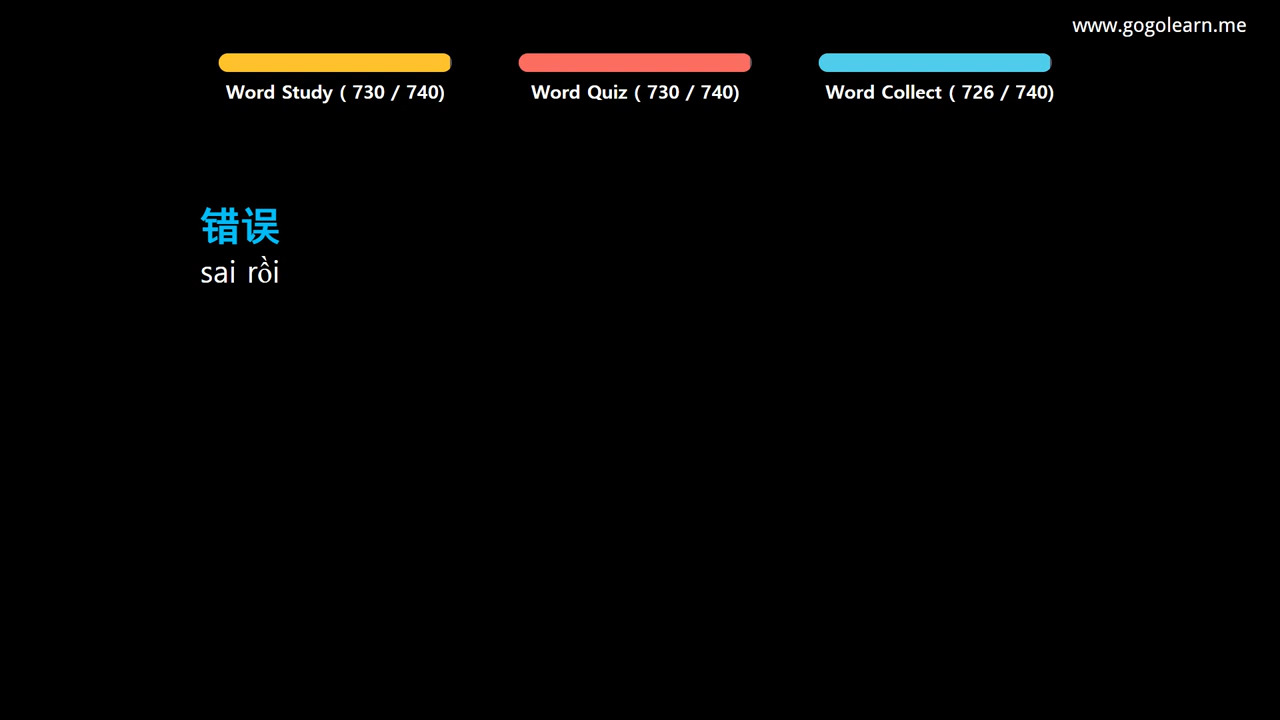 www.gogolearn.me
Word Study ( 730 / 740)
Word Quiz ( 730 / 740)
Word Collect ( 726 / 740)
错误
sai rồi